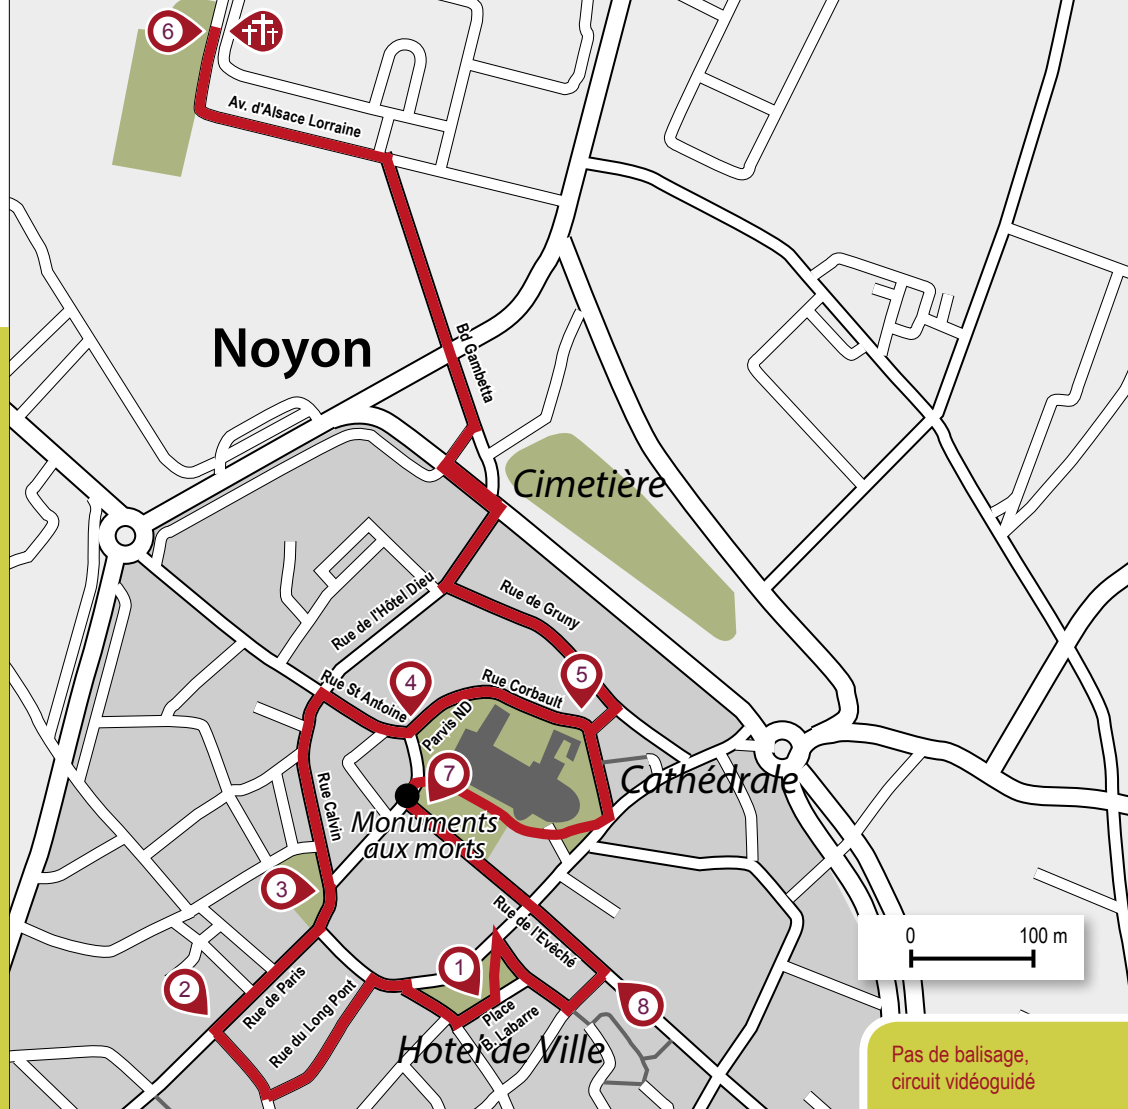 6
Av. d'Alsace Lorraine
Noyon
Bd Gambetta
Cimetière
Rue de l'Hôtel Dieu
Rue de Gruny
5
4
Rue St Antoine
Rue Corbault
Parvis ND
7
Cathédrale
Rue Calvin
Monuments
aux morts
3
Rue de l'Evêché
0 100 m
1
2
Rue de Paris
Rue du Long Pont
8
Place
B. Labarre
Hotel de Ville
Pas de balisage,
circuit vidéoguidé